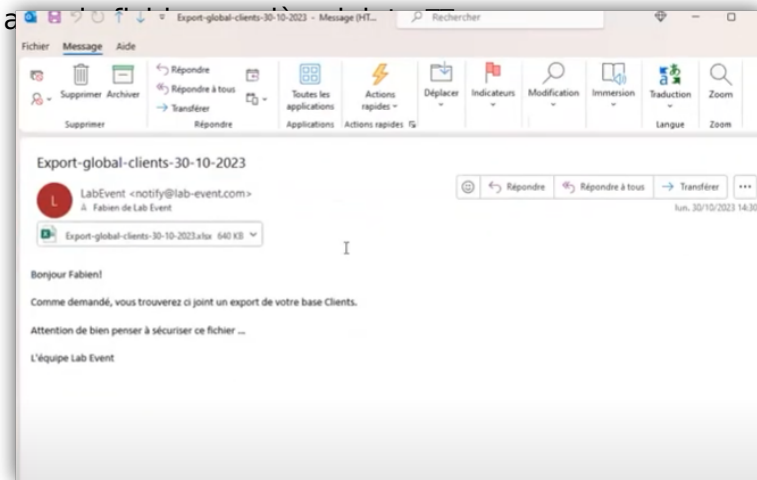 Export-global-clients-30-10-2023 - Message (HT...
Rechercher
Fichier Message Aide
Supprimer Archiver
Répondre
Répondre à tous
Transférer
Toutes les applications
Actions rapides
Déplacer
Indicateurs
Modification
Immersion
Traduction
Zoom
Supprimer
Répondre
Applications
Actions rapides
Langue
Zoom
Export-global-clients-30-10-2023
L
LabEvent <notify@lab-event.com>
À Fabien de Lab Event
Répondre
Répondre à tous
Transférer
lun. 30/10/2023 14:30
Export-global-clients-30-10-2023.xlsx 640 KB
Bonjour Fabien!
Comme demandé, vous trouverez ci joint un export de votre base Clients.
Attention de bien penser à sécuriser ce fichier ...
L'équipe Lab Event